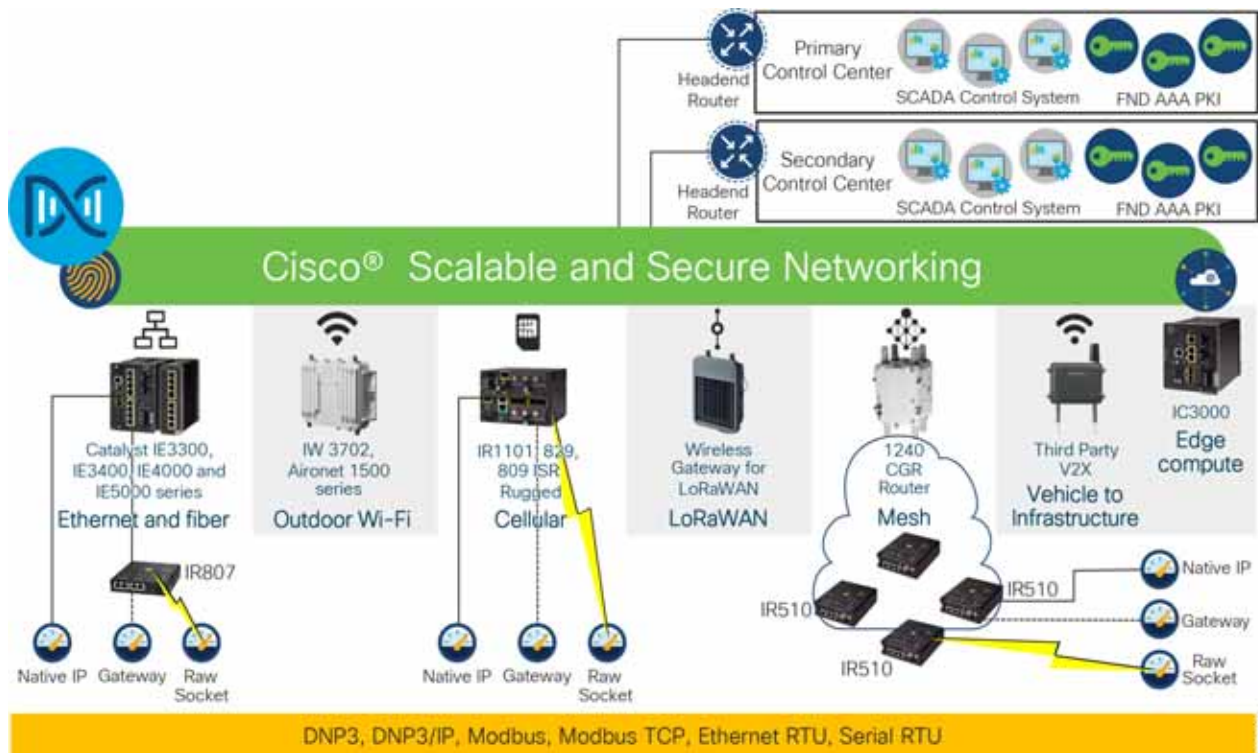 Primary
Control Center
Headend
Router
SCADA Control System
FND AAA PKI
Secondary
Control Center
Headend
Router
SCADA Control System
FND AAA PKI
Cisco® Scalable and Secure Networking
Catalyst IE3300,
IE3400, IE4000 and
IE5000 series
Ethernet and fiber
IW 3702,
Aironet 1500
series
Outdoor Wi-Fi
IR1101, 829,
809 ISR
Rugged
Cellular
Wireless
Gateway for
LoRaWAN
LoRaWAN
1240
CGR
Router
Mesh
Third Party
V2X
Vehicle to
Infrastructure
IC3000
Edge
compute
IR807
Native IP
Gateway
Raw
Socket
Native IP
Gateway
Raw
Socket
IR510
IR510
IR510
Native IP
Gateway
Raw
Socket
DNP3, DNP3/IP, Modbus, Modbus TCP, Ethernet RTU, Serial RTU